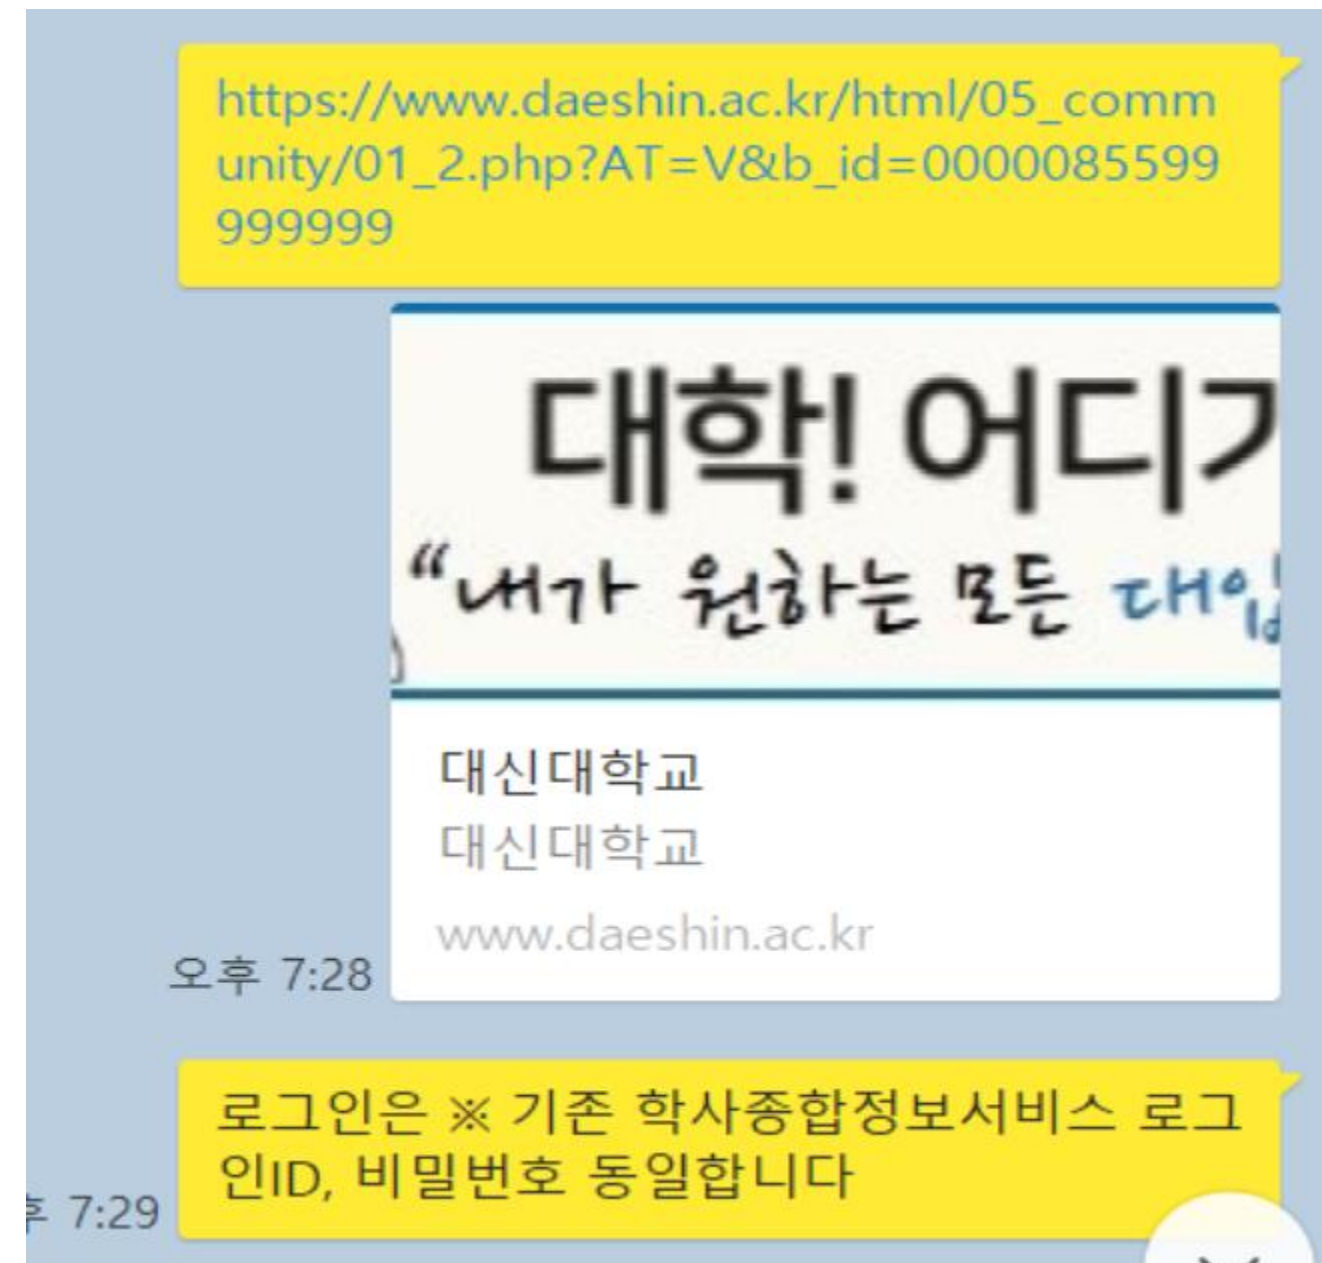 https://www.daeshin.ac.kr/html/05_comm
unity/01_2.php?AT=V&b_id=0000085599
999999
대학! 어디
“내가 원하는 모든
대신대학교
대신대학교
www.daeshin.ac.kr
오후 7:28
로그인은 ※ 기존 학사종합정보서비스 로그
인ID, 비밀번호 동일합니다
7:29